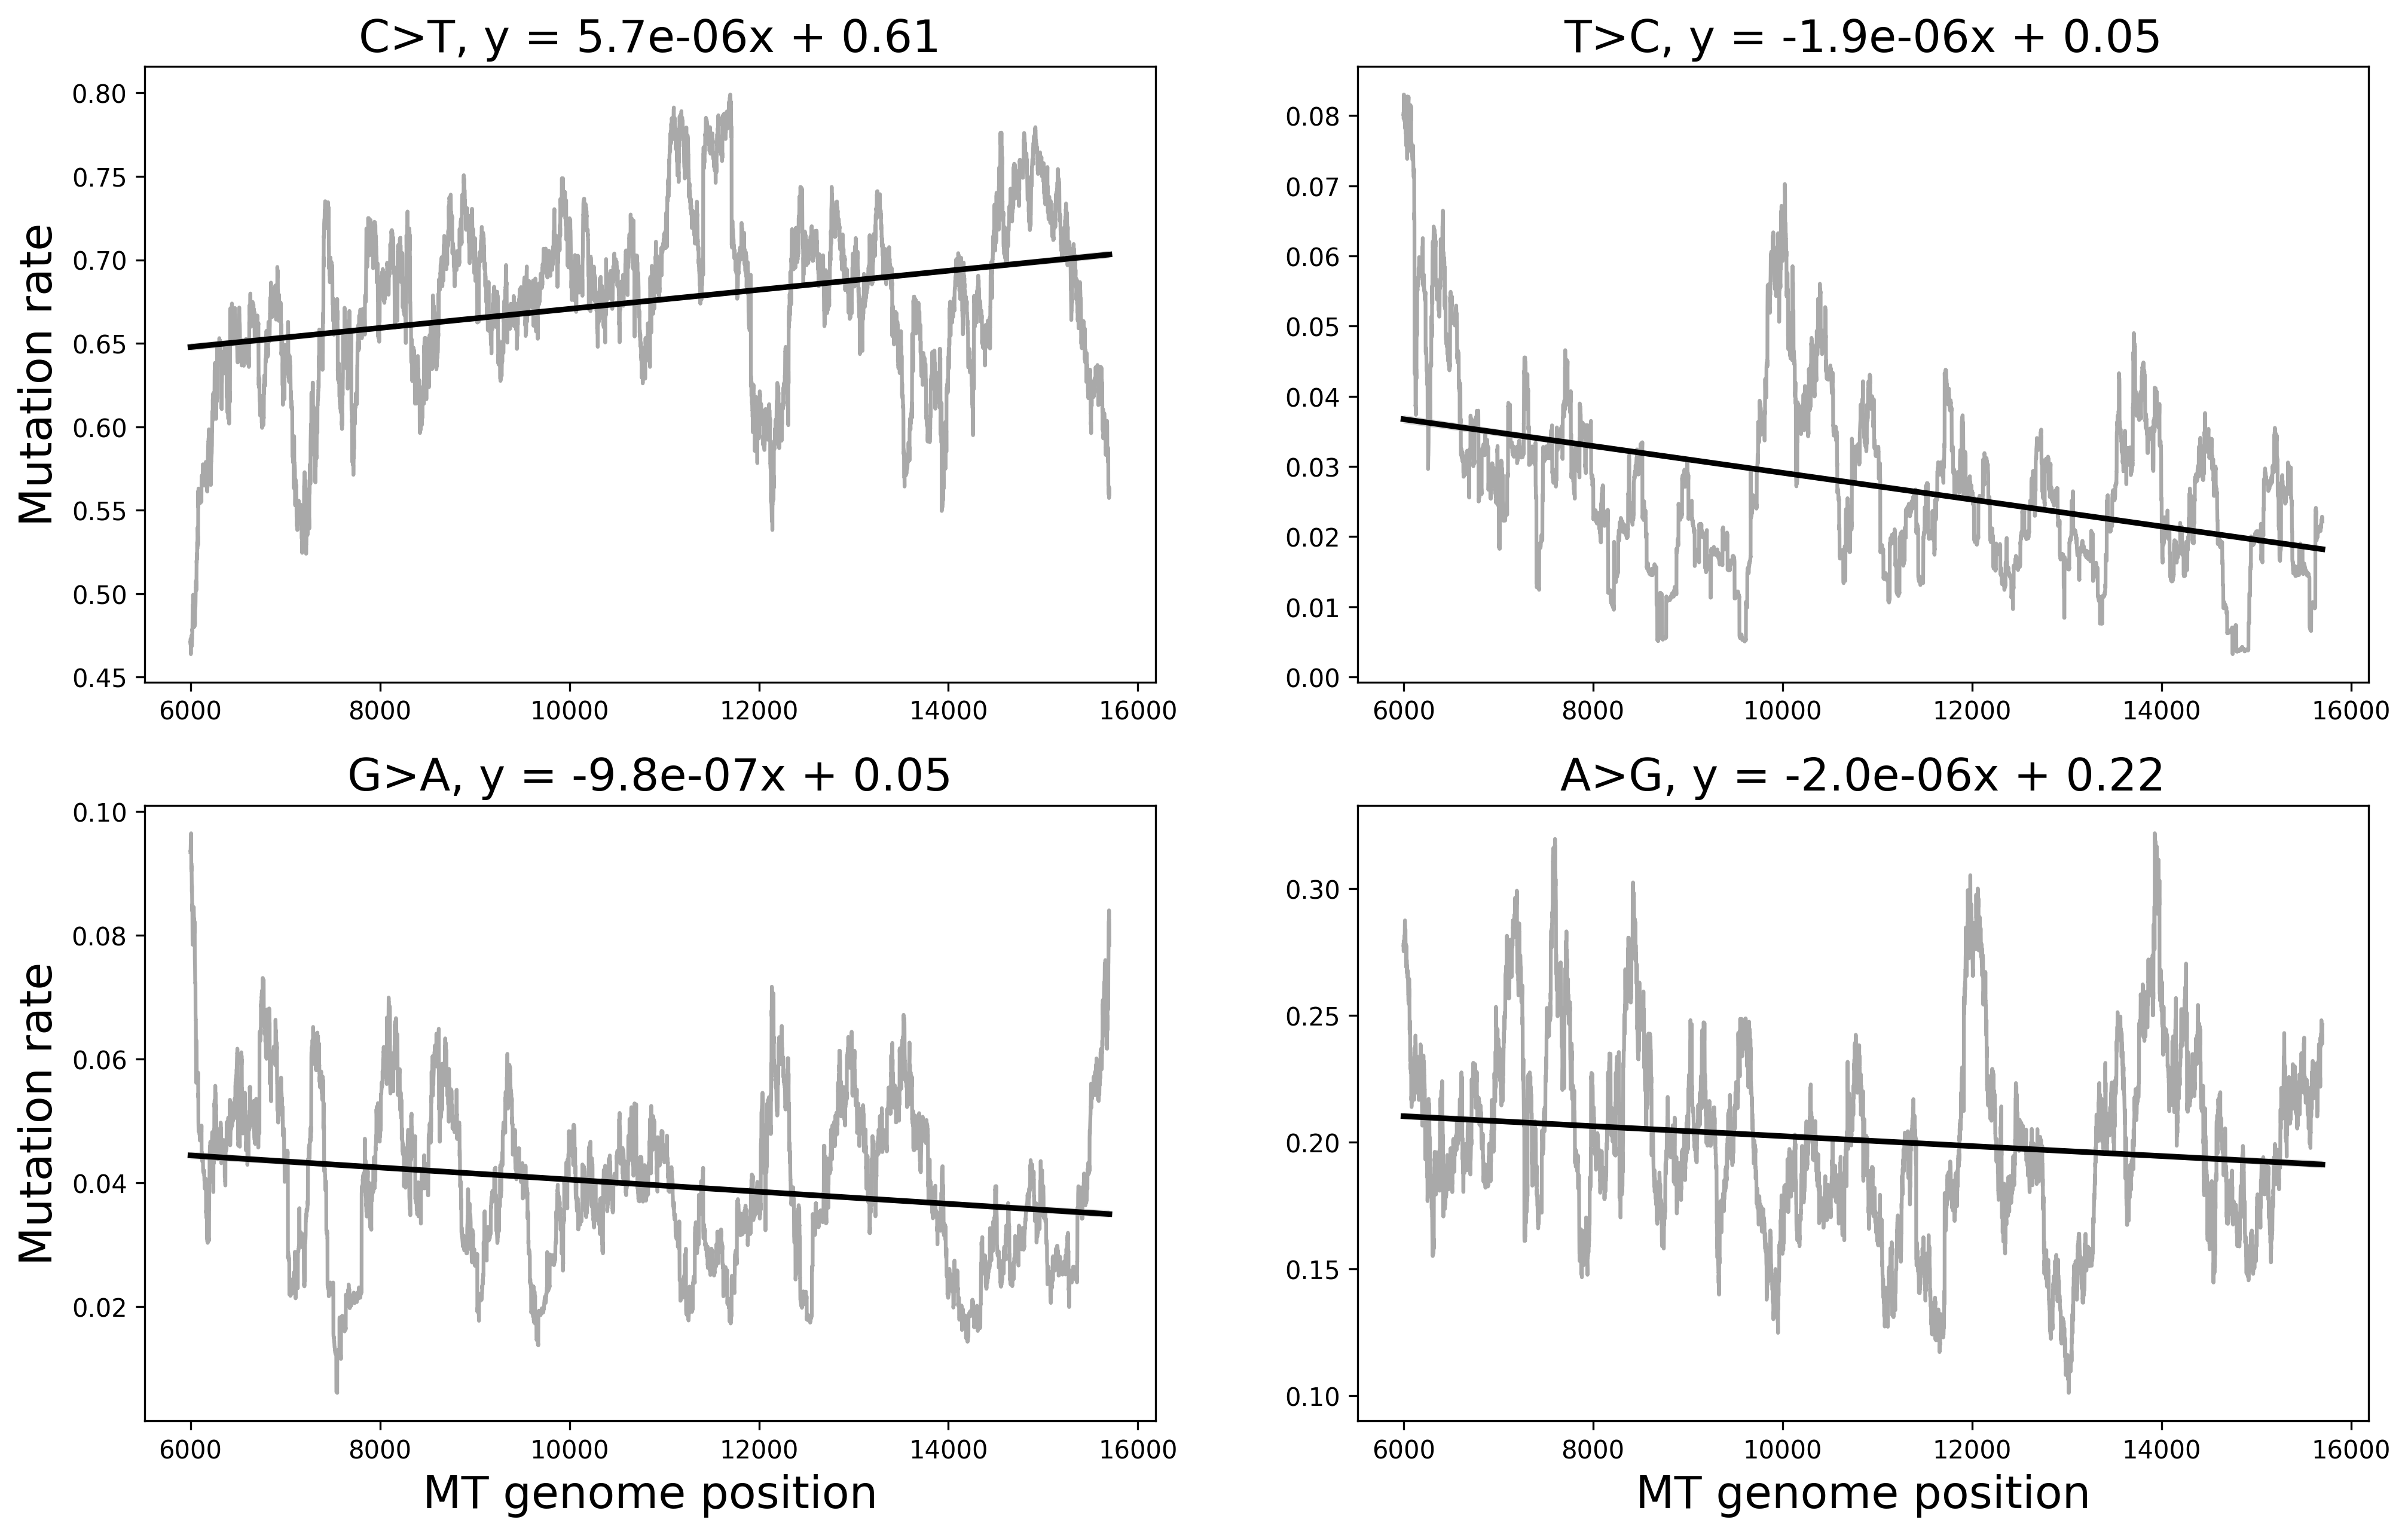 C>T, y = 5.7e-06x + 0.61
Mutation rate
0.80
0.75
0.70
0.65
0.60
0.55
0.50
0.45
6000 8000 10000 12000 14000 16000
T>C, y = -1.9e-06x + 0.05
0.08
0.07
0.06
0.05
0.04
0.03
0.02
0.01
0.00
6000 8000 10000 12000 14000 16000
G>A, y = -9.8e-07x + 0.05
Mutation rate
0.10
0.08
0.06
0.04
0.02
6000 8000 10000 12000 14000 16000
MT genome position
A>G, y = -2.0e-06x + 0.22
0.30
0.25
0.20
0.15
0.10
6000 8000 10000 12000 14000 16000
MT genome position